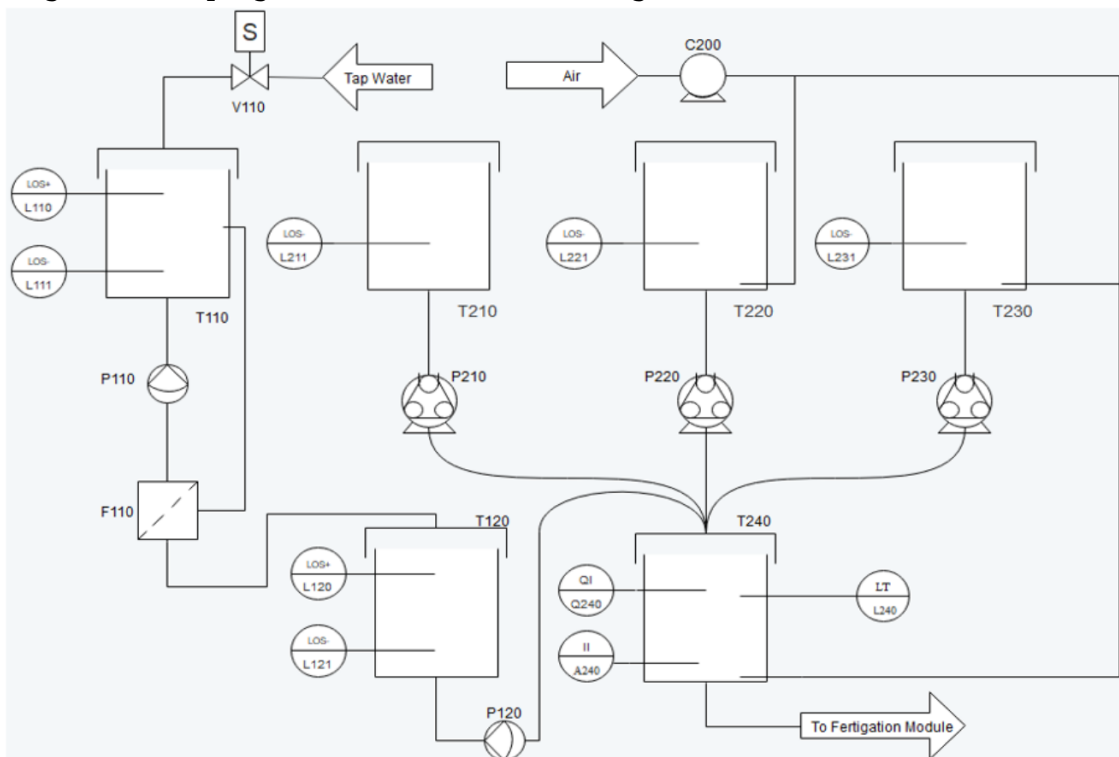 S
C200
Tap Water
Air
V110
LOS+
L110
LOS-
L211
LOS-
L221
LOS-
L231
LOS-
L111
T110
T210
T220
T230
P110
P210
P220
P230
F110
T120
T240
LOS+
L120
QI
Q240
LT
L240
LOS-
L121
II
A240
P120
To Fertigation Module